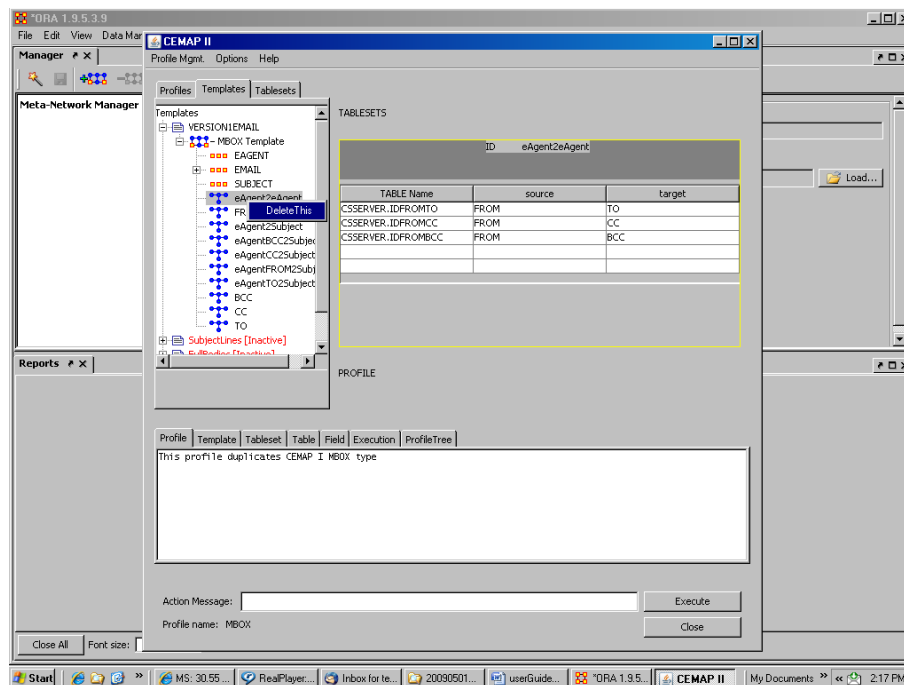 *ORA 1.9.5.3.9
File Edit View Data Mar
Manager
Meta-Network Manager
Load...
CEMAP II
Profile Mgmt. Options Help
Profiles Templates Tablesets
Templates
VERSION1EMAIL
MBOX Template
EAGENT
EMAIL
SUBJECT
eAgent2eAgent
FR
DeleteThis
eAgent2Subject
eAgentBCC2Subjec
eAgentCC2Subject
eAgentFROM2Subj
eAgentTO2Subject
BCC
CC
TO
SubjectLines [Inactive]
FullBodies [Inactive]
TABLESETS
ID eAgent2eAgent
TABLE Name source target
CSSERVER.IDFROMTO FROM TO
CSSERVER.IDFROMCC FROM CC
CSSERVER.IDFROMBCC FROM BCC
PROFILE
Reports
Profile Template Tableset Table Field Execution ProfileTree
This profile duplicates CEMAP I MBOX type
Action Message:
Execute
Profile name: MBOX
Close
Close All Font size:
Start » MS: 30.55 ... RealPlayer:... Inbox for te... 20090501... userGuide... *ORA 1.9.5... CEMAP II My Documents » « 2:17 PM